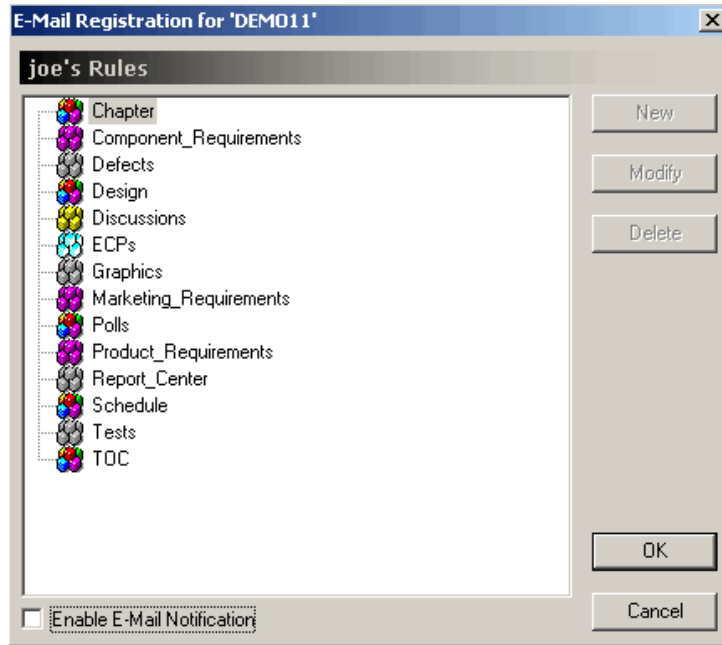 E-Mail Registration for 'DEMO11'
joe's Rules
Chapter
Component_Requirements
Defects
Design
Discussions
ECPs
Graphics
Marketing_Requirements
Polls
Product_Requirements
Report_Center
Schedule
Tests
TOC
New
Modify
Delete
OK
Cancel
Enable E-Mail Notification